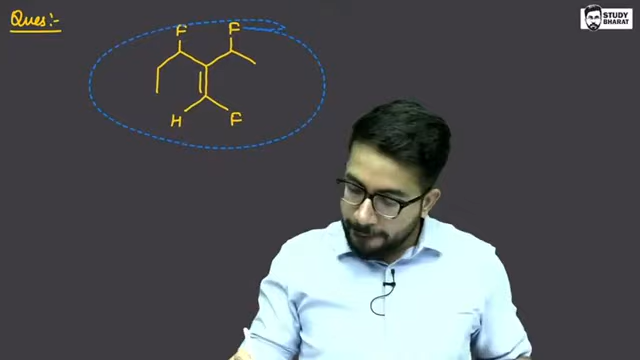 Ques:-
STUDY
BHARAT
F F
H F